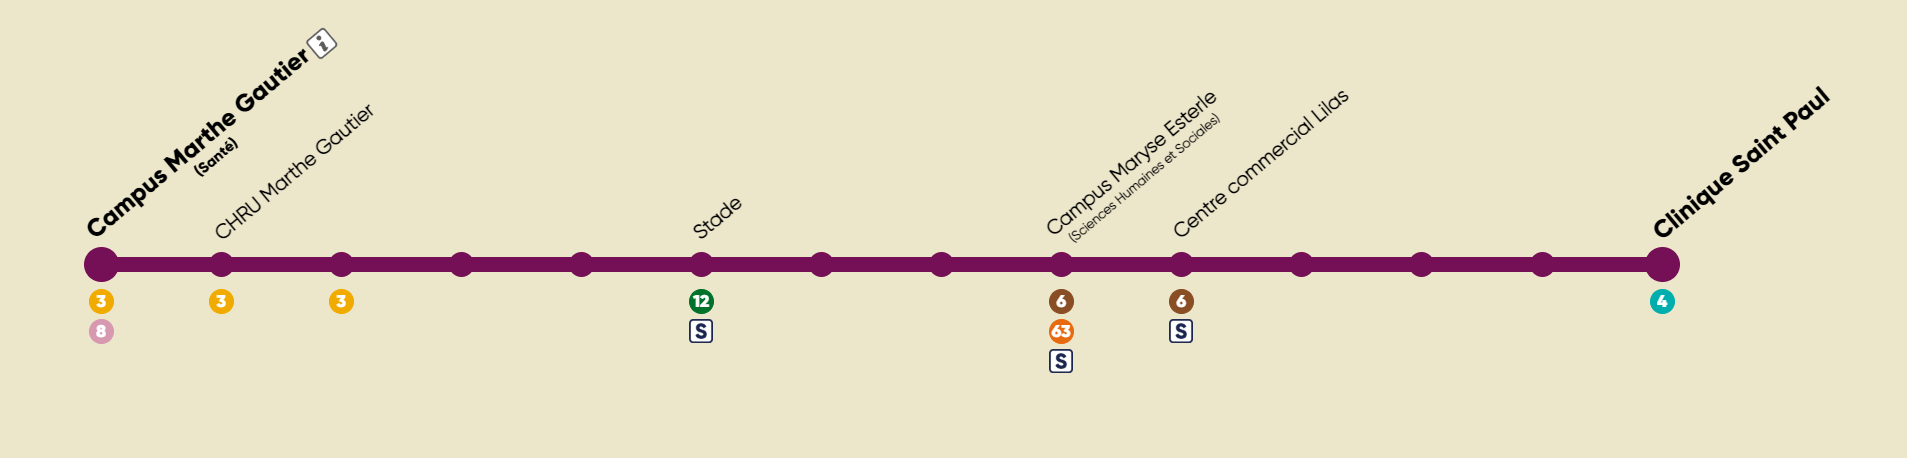 Campus Marthe Gautier i
(Santé)
CHRU Marthe Gautier
Stade
Campus Maryse Esterle
(Sciences Humaines et Sociales)
Centre commercial Lilas
Clinique Saint Paul
3
8
3
3
12
S
6
63
S
6
S
4